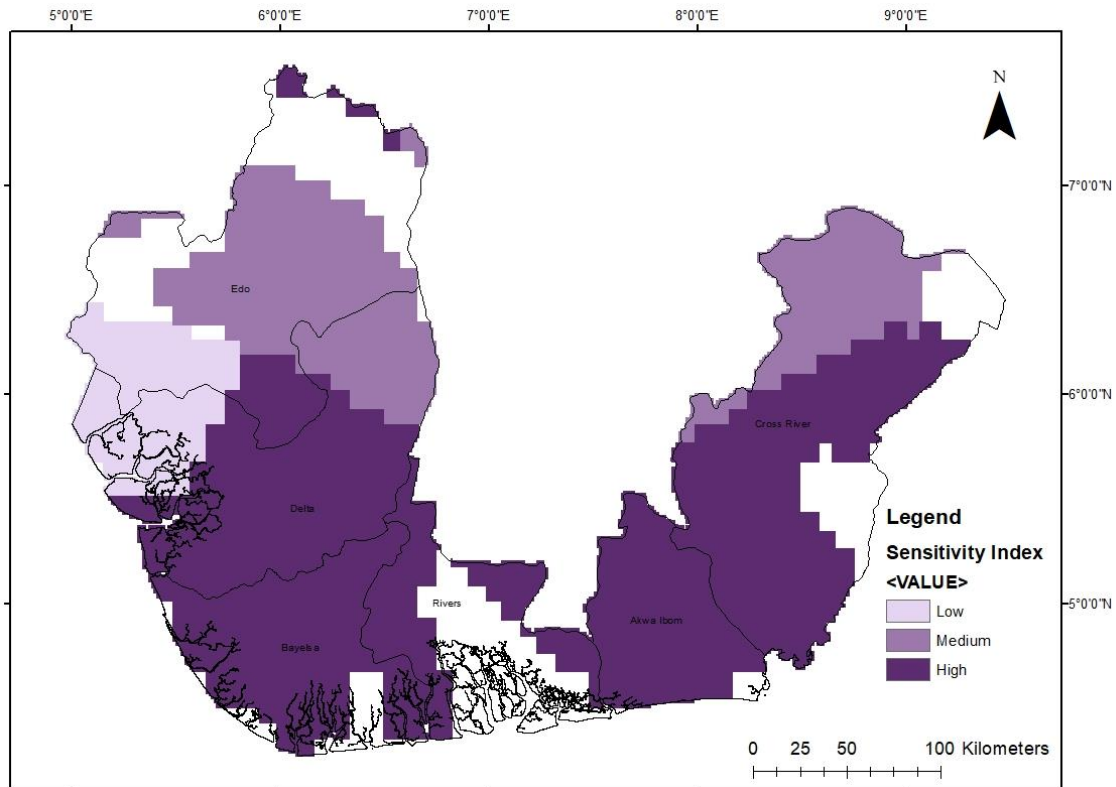 5°0'0"E 6°0'0"E 7°0'0"E 8°0'0"E 9°0'0"E
N
7°0'0"N
Edo
6°0'0"N
Cross River
Delta
Legend
Sensitivity Index
<VALUE>
Rivers
5°0'0"N
Low
Akwa Ibom
Medium
Bayelsa
High
0 25 50 100 Kilometers